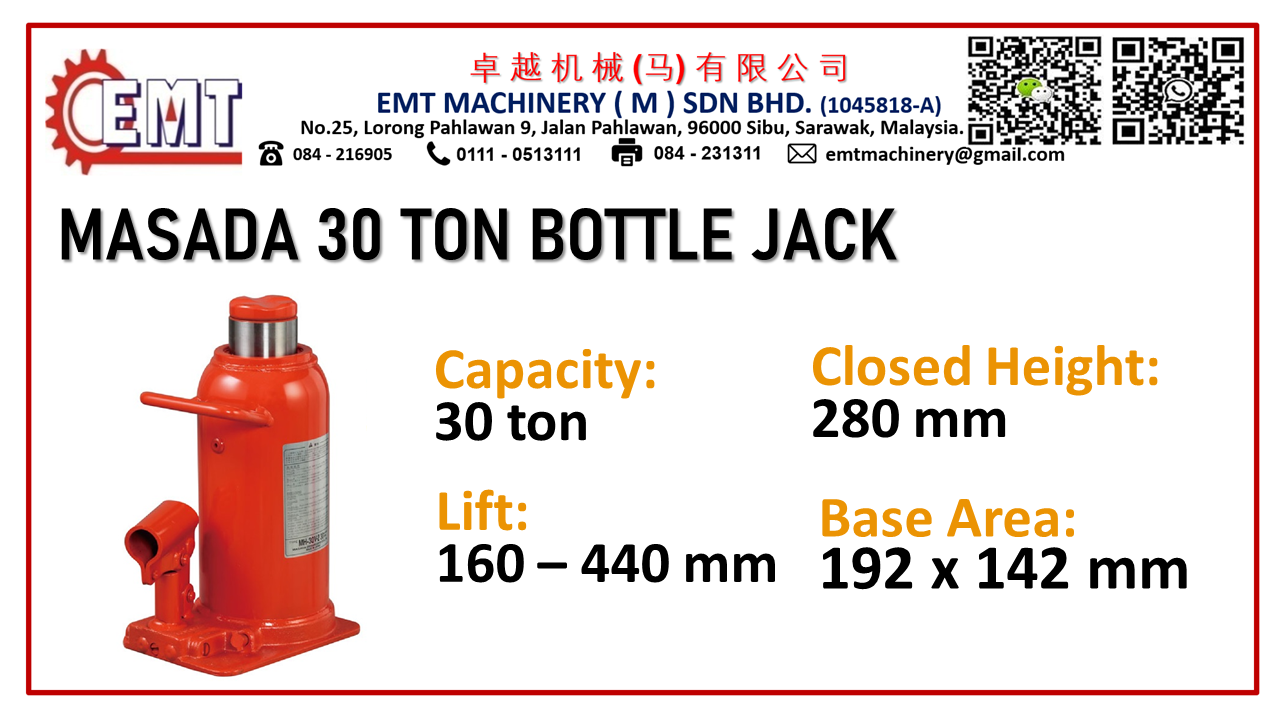 EMT
卓越机械(马)有限公司
EMT MACHINERY ( M ) SDN BHD. (1045818-A)
No.25, Lorong Pahlawan 9, Jalan Pahlawan, 96000 Sibu, Sarawak, Malaysia.
084 - 216905 0111 - 0513111 084 - 231311 emtmachinery@gmail.com
MASADA 30 TON BOTTLE JACK
Capacity:
30 ton
Closed Height:
280 mm
Lift:
160 – 440 mm
Base Area:
192 x 142 mm